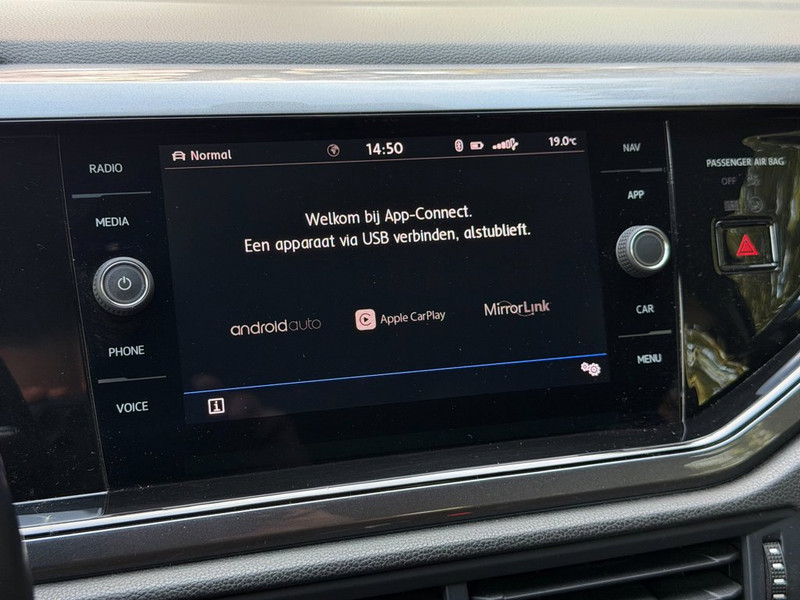 RADIO
MEDIA
PHONE
VOICE
Normal
14:50
19.0°C
Welkom bij App-Connect.
Een apparaat via USB verbinden, alstublieft.
androidauto
Apple CarPlay
MirrorLink
i
NAV
APP
CAR
MENU
PASSENGER AIR BAG
OFF